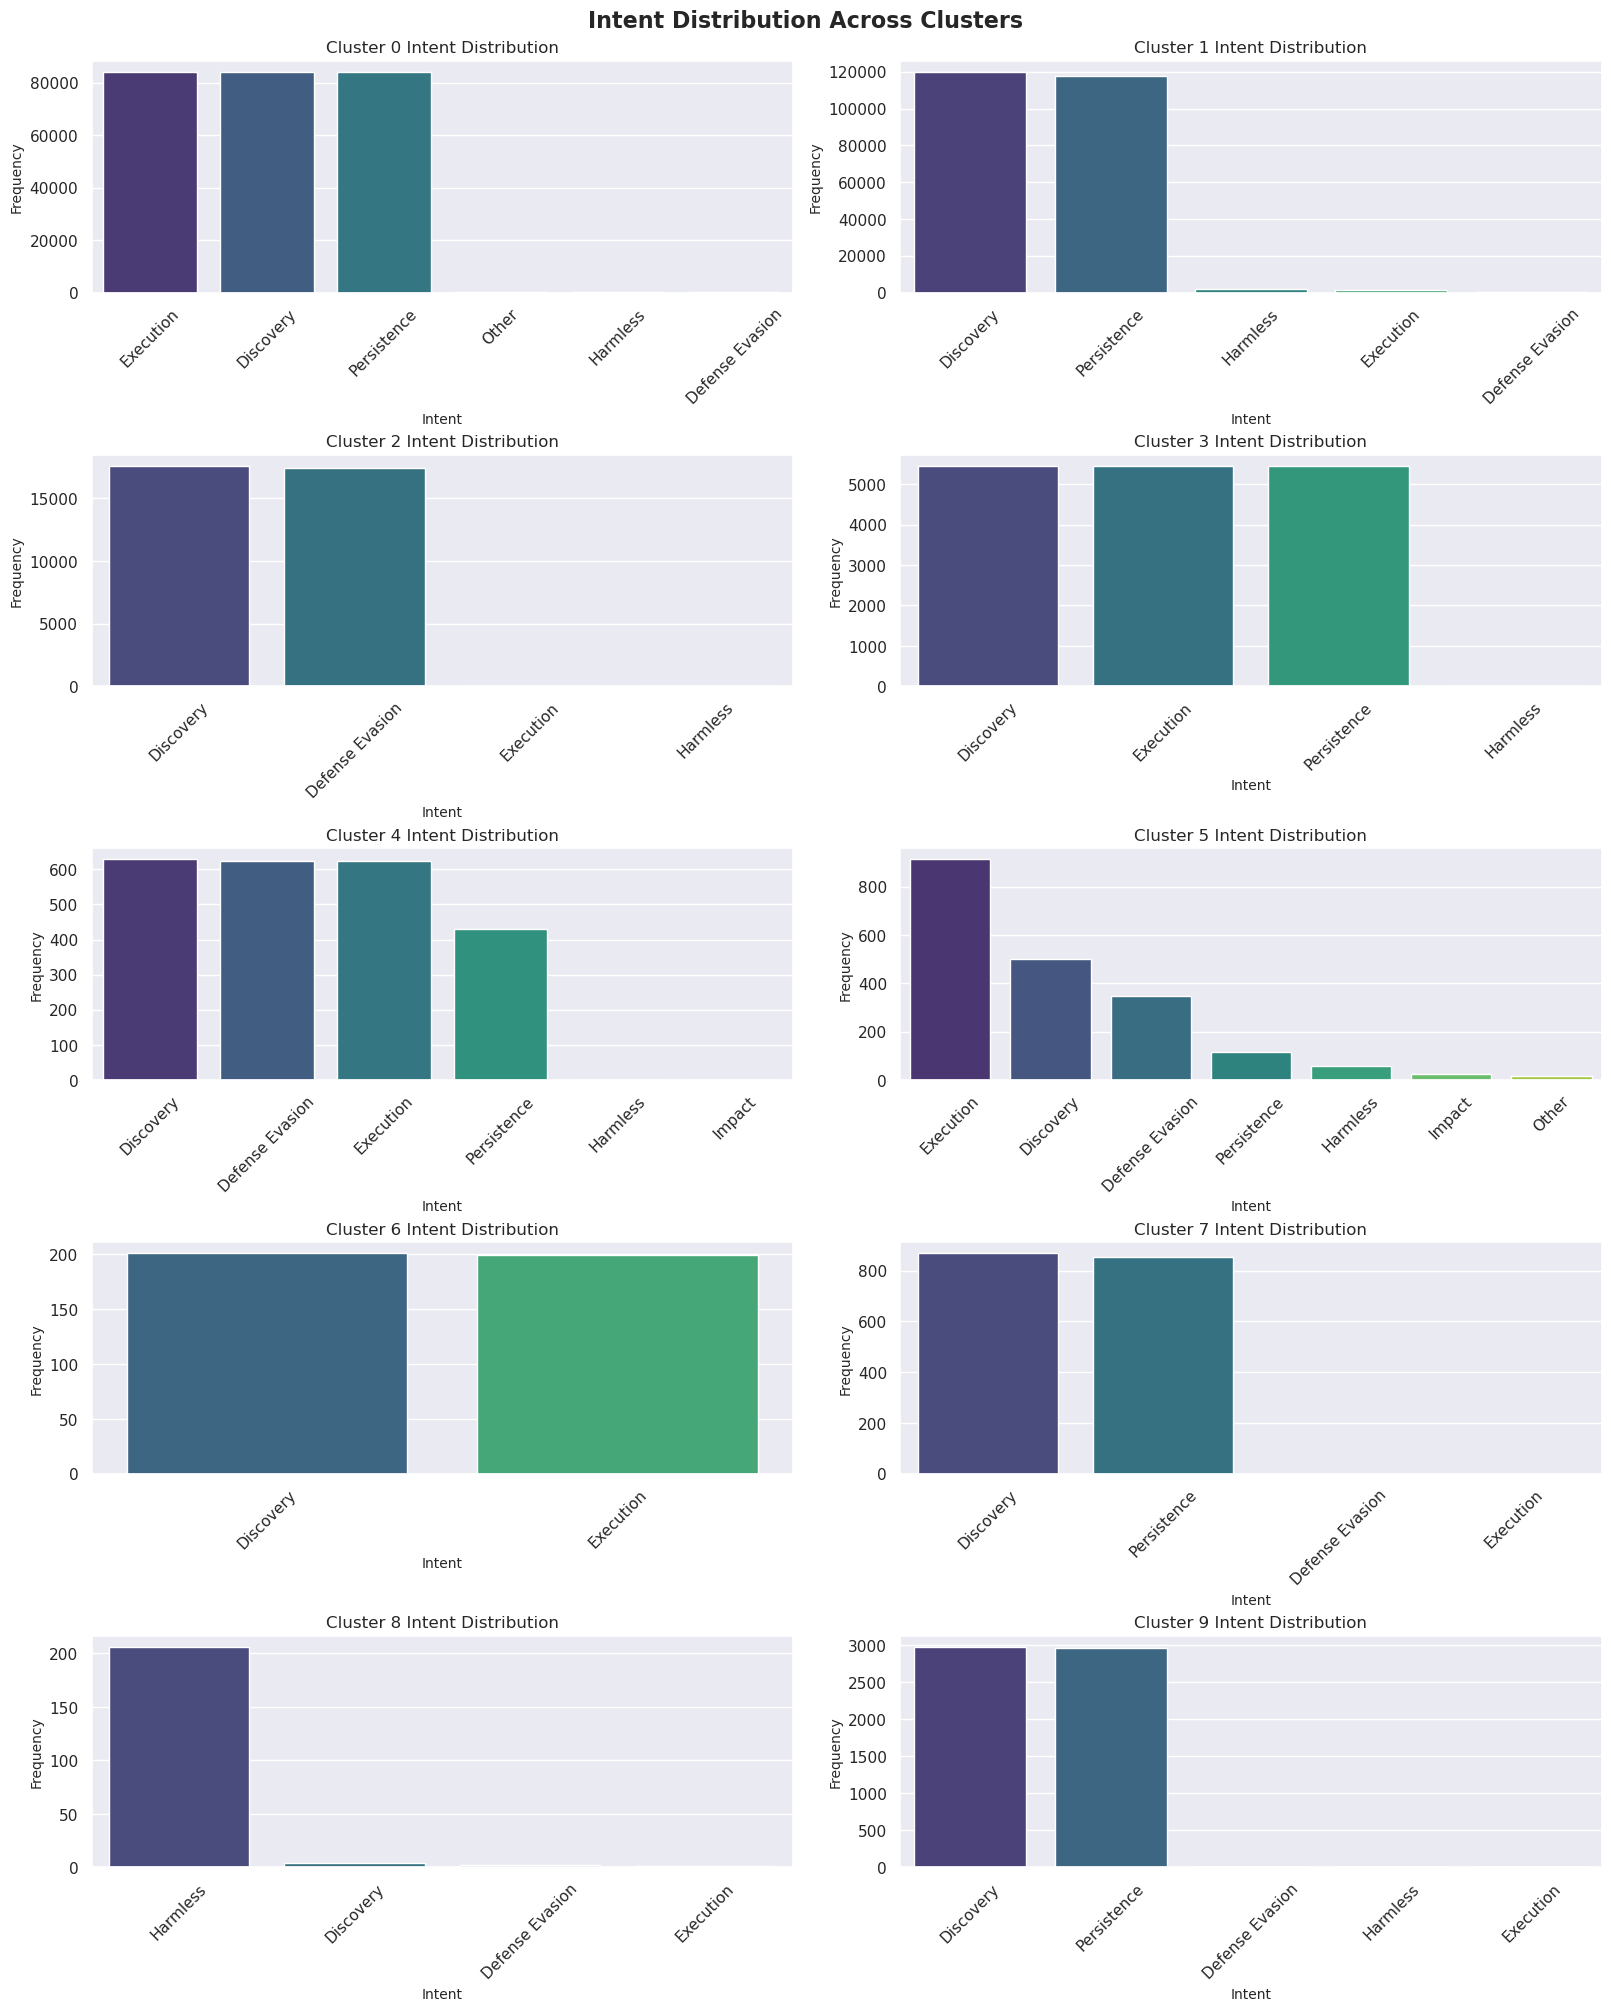 Intent Distribution Across Clusters
Cluster 0 Intent Distribution
Frequency
80000
60000
40000
20000
0
Execution
Discovery
Persistence
Other
Harmless
Defense Evasion
Intent
Cluster 1 Intent Distribution
Frequency
120000
100000
80000
60000
40000
20000
0
Discovery
Persistence
Harmless
Execution
Defense Evasion
Intent
Cluster 2 Intent Distribution
Frequency
15000
10000
5000
0
Discovery
Defense Evasion
Execution
Harmless
Intent
Cluster 3 Intent Distribution
Frequency
5000
4000
3000
2000
1000
0
Discovery
Execution
Persistence
Harmless
Intent
Cluster 4 Intent Distribution
Frequency
600
500
400
300
200
100
0
Discovery
Defense Evasion
Execution
Persistence
Harmless
Impact
Intent
Cluster 5 Intent Distribution
Frequency
800
600
400
200
0
Execution
Discovery
Defense Evasion
Persistence
Harmless
Impact
Other
Intent
Cluster 6 Intent Distribution
Frequency
200
150
100
50
0
Discovery
Execution
Intent
Cluster 7 Intent Distribution
Frequency
800
600
400
200
0
Discovery
Persistence
Defense Evasion
Execution
Intent
Cluster 8 Intent Distribution
Frequency
200
150
100
50
0
Harmless
Discovery
Defense Evasion
Execution
Intent
Cluster 9 Intent Distribution
Frequency
3000
2500
2000
1500
1000
500
0
Discovery
Persistence
Defense Evasion
Harmless
Execution
Intent